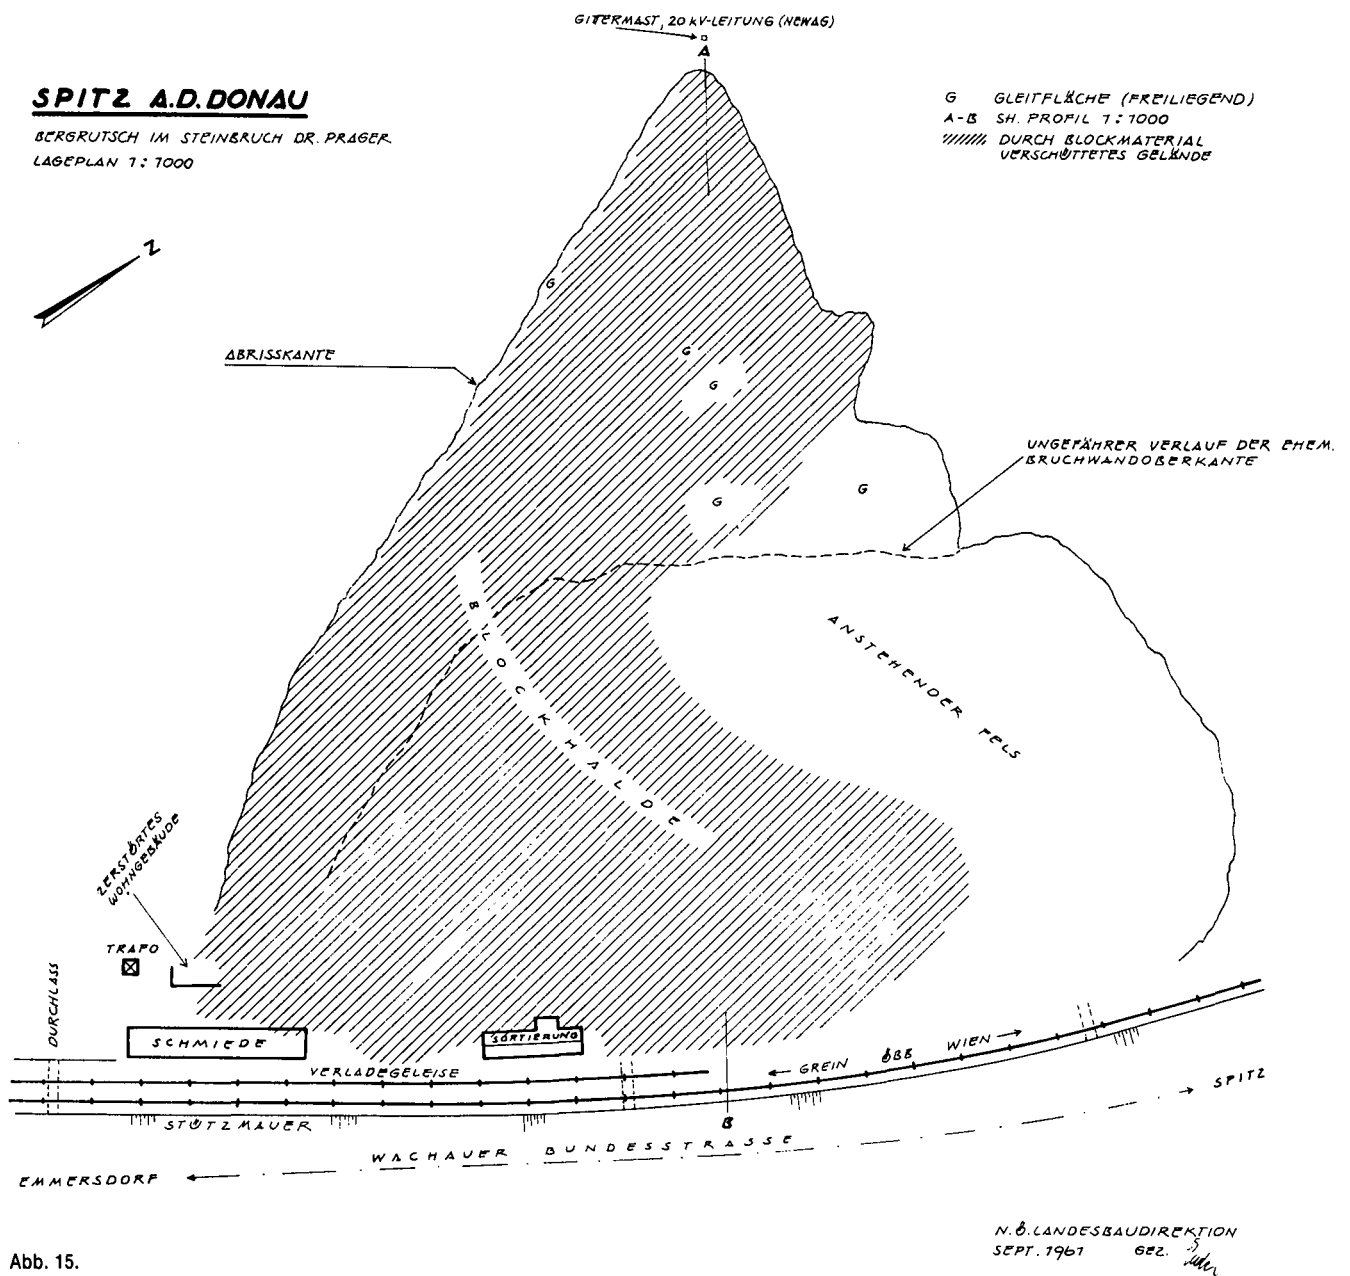 GITTERMAST, 20 kV-LEITUNG (NEWAG)
A
SPITZ A.D.DONAU
BERGRUTSCH IM STEINBRUCH DR. PRAGER
LAGEPLAN 1:1000
G GLEITFLÄCHE (FREILIEGEND)
A-B SH. PROFIL 1:1000
DURCH BLOCKMATERIAL
VERSCHÜTTETES GELÄNDE
N
G
ABRISSKANTE
G
G
UNGEFÄHRER VERLAUF DER EHEM.
BRUCHWANDOBERKANTE
G
G
BLOCKHALDE
ANSTEHENDER FELS
ZERSTÖRTES
WOHNGEBÄUDE
TRAFO
DURCHLASS
SCHMIEDE
SORTIERUNG
VERLADEGELEISE
GREIN ÖBB WIEN
SPITZ
STÜTZMAUER
B
WACHAUER BUNDESSTRASSE
EMMERSDORF
N.Ö. LANDESBAUDIREKTION
SEPT. 1961 GEZ.
Abb. 15.